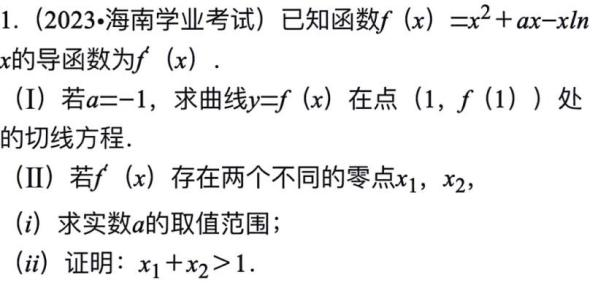 1.（2023•海南学业考试）已知函数f（x）=x²+ax−xln
x的导函数为f′（x）.
（I）若a=−1，求曲线y=f（x）在点（1，f（1））处
的切线方程.
（II）若f′（x）存在两个不同的零点x₁，x₂，
（i）求实数a的取值范围；
（ii）证明：x₁+x₂>1.